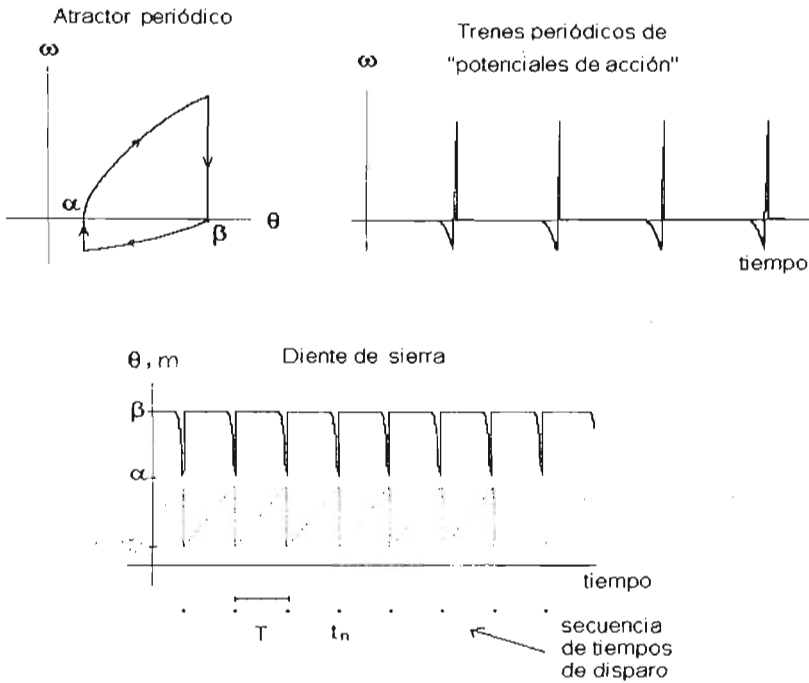 Atractor periódico
ω
α
β
θ
Trenes periódicos de
"potenciales de acción"
ω
tiempo
θ, m
Diente de sierra
β
α
tiempo
T
tn
secuencia
de tiempos
de disparo